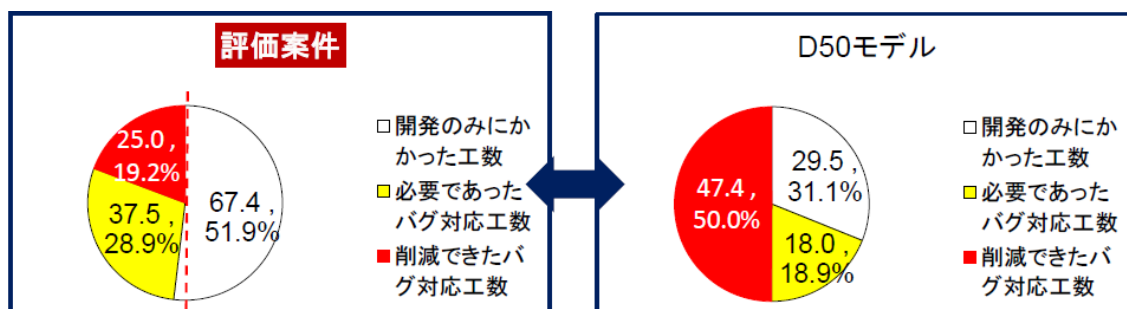 評価案件
25.0 ,
19.2%
37.5 ,
28.9%
67.4 ,
51.9%
開発のみにか
かった工数
必要であった
バグ対応工数
削減できたバ
グ対応工数
D50モデル
47.4 ,
50.0%
29.5 ,
31.1%
18.0 ,
18.9%
開発のみにか
かった工数
必要であった
バグ対応工数
削減できたバ
グ対応工数